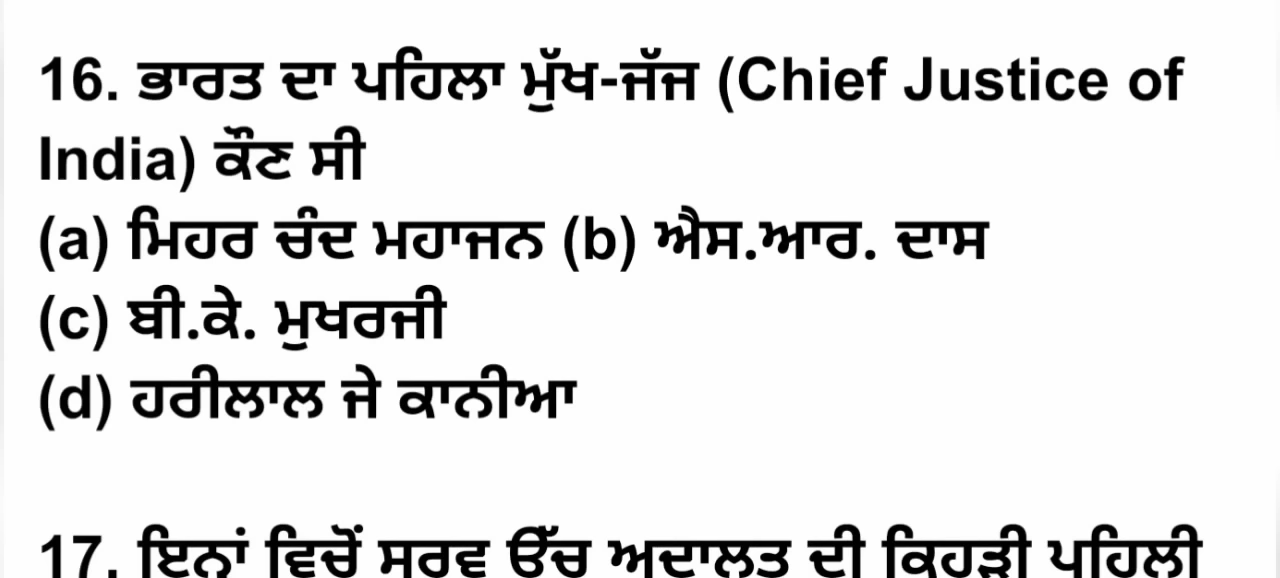 16. ਭਾਰਤ ਦਾ ਪਹਿਲਾ ਮੁੱਖ-ਜੱਜ (Chief Justice of
India) ਕੌਣ ਸੀ
(a) ਮਿਹਰ ਚੰਦ ਮਹਾਜਨ (b) ਐਸ.ਆਰ. ਦਾਸ
(c) ਬੀ.ਕੇ. ਮੁਖਰਜੀ
(d) ਹਰੀਲਾਲ ਜੇ ਕਾਨੀਆ
17. ਇਨਾਂ ਵਿਚੋਂ ਸਰਵ ਉੱਚ ਅਦਾਲਤ ਦੀ ਕਿਹੜੀ ਪਹਿਲੀ